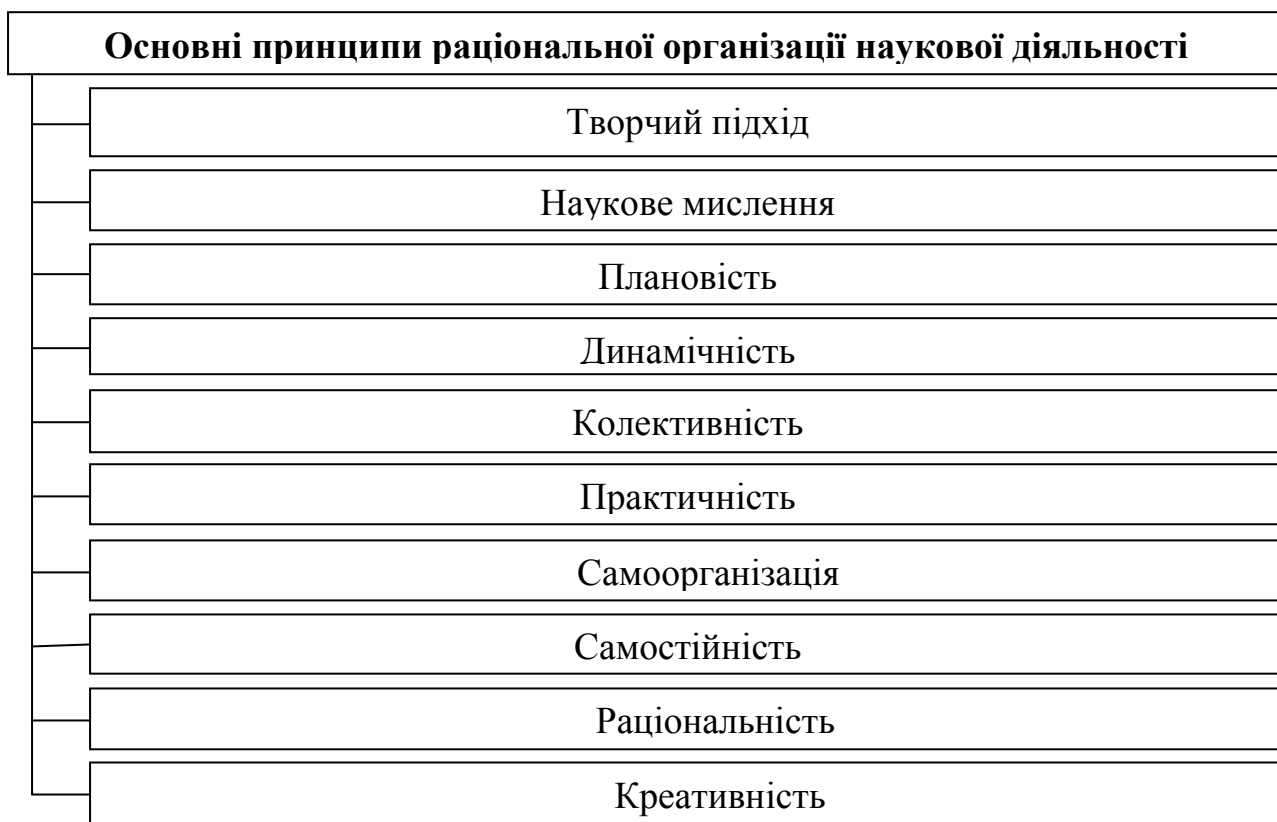 Основні принципи раціональної організації наукової діяльності
Творчий підхід
Наукове мислення
Плановість
Динамічність
Колективність
Практичність
Самоорганізація
Самостійність
Раціональність
Креативність